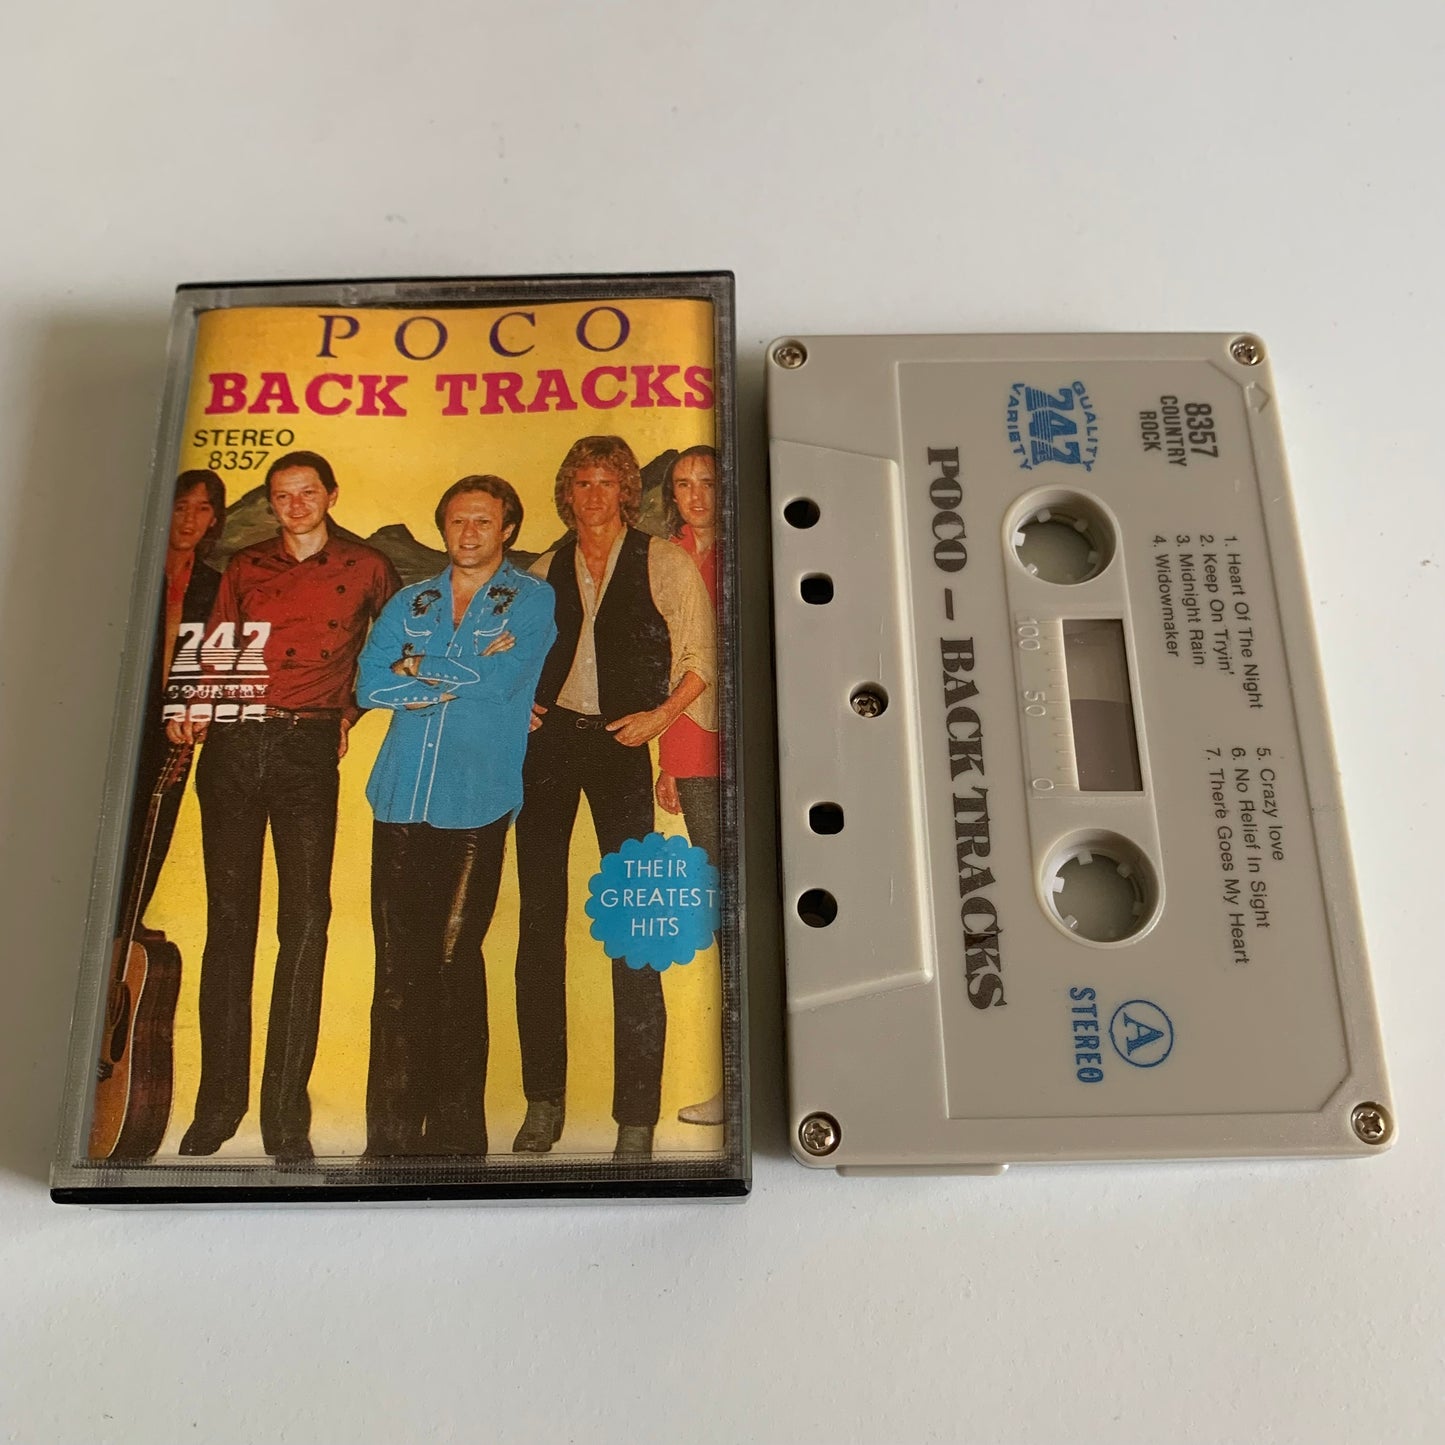 POCO
BACK TRACKS
STEREO
8357
747
COUNTRY
ROCK
THEIR
GREATEST
HITS
8357
COUNTRY
ROCK
QUALITY
747
VARIETY
1. Heart Of The Night
2. Keep On Tryin'
3. Midnight Rain
4. Widowmaker
5. Crazy love
6. No Relief In Sight
7. There Goes My Heart
100 50 0
POCO – BACK TRACKS
A
STEREO